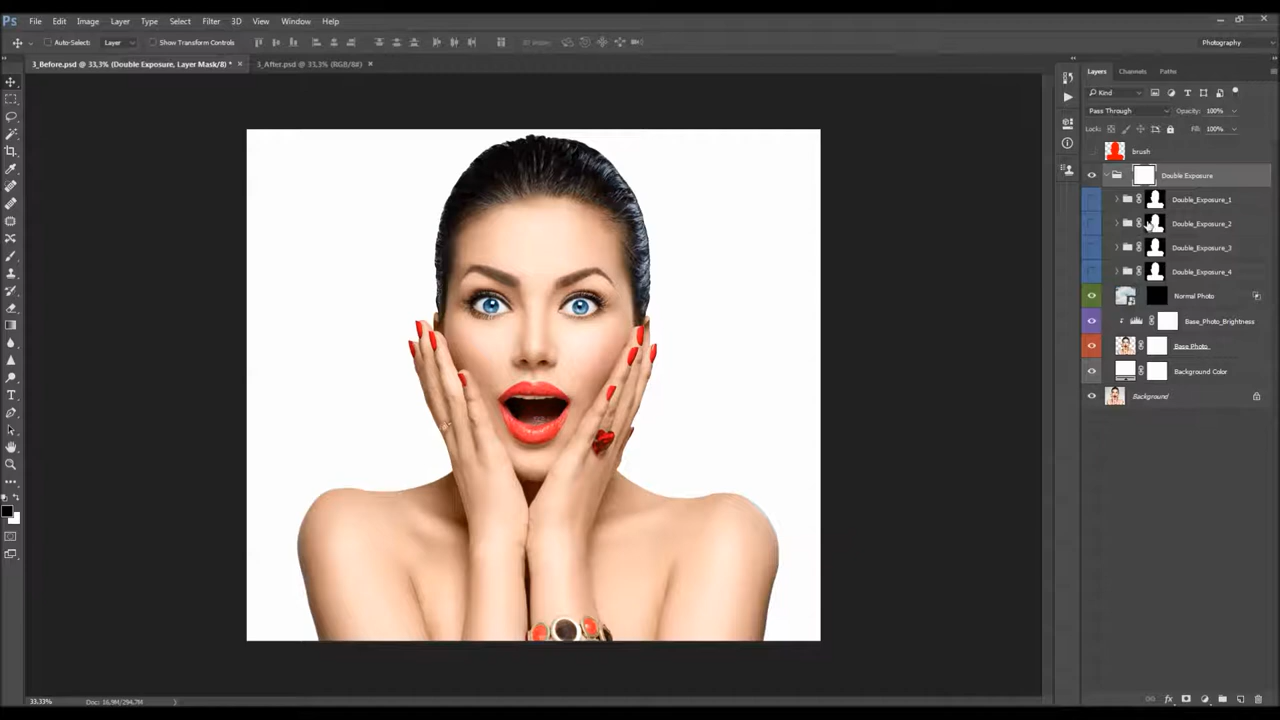 Ps File Edit Image Layer Type Select Filter 3D View Window Help
Auto-Select: Layer Show Transform Controls Photography
3_Before.psd @ 33,3% (Double Exposure, Layer Mask/8) * × 3_After.psd @ 33,3% (RGB/8#) ×
Layers Channels Paths
Kind
Pass Through Opacity: 100%
Lock: Fill: 100%
brush
Double Exposure
Double_Exposure_1
Double_Exposure_2
Double_Exposure_3
Double_Exposure_4
Normal Photo
Base_Photo_Brightness
Base Photo
Background Color
Background
33,33% Doc: 16,9M/294,7M